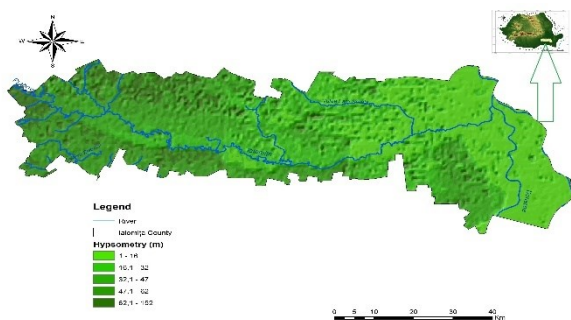 N
W
E
S
Legend
River
Ialomița County
Hypsometry (m)
1 - 16
16,1 - 32
32,1 - 47
47,1 - 62
62,1 - 152
0 5 10 20 30 40
Km